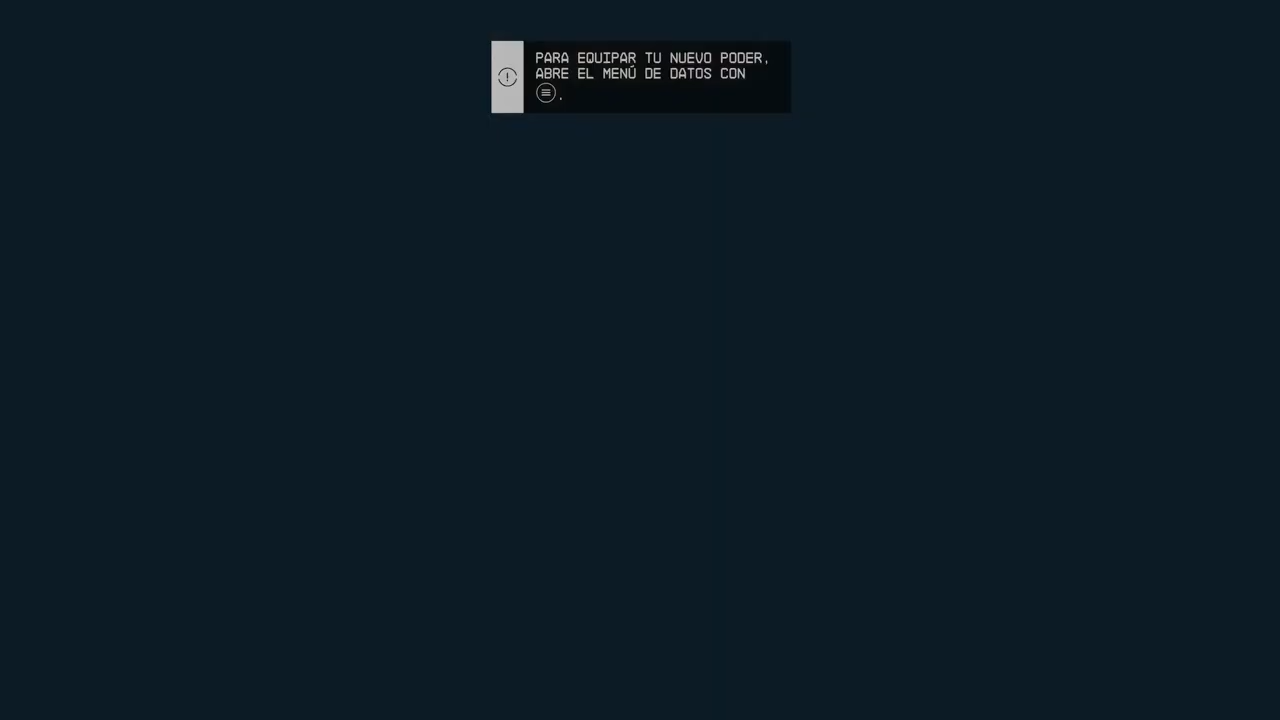 PARA EQUIPAR TU NUEVO PODER,
ABRE EL MENÚ DE DATOS CON
.